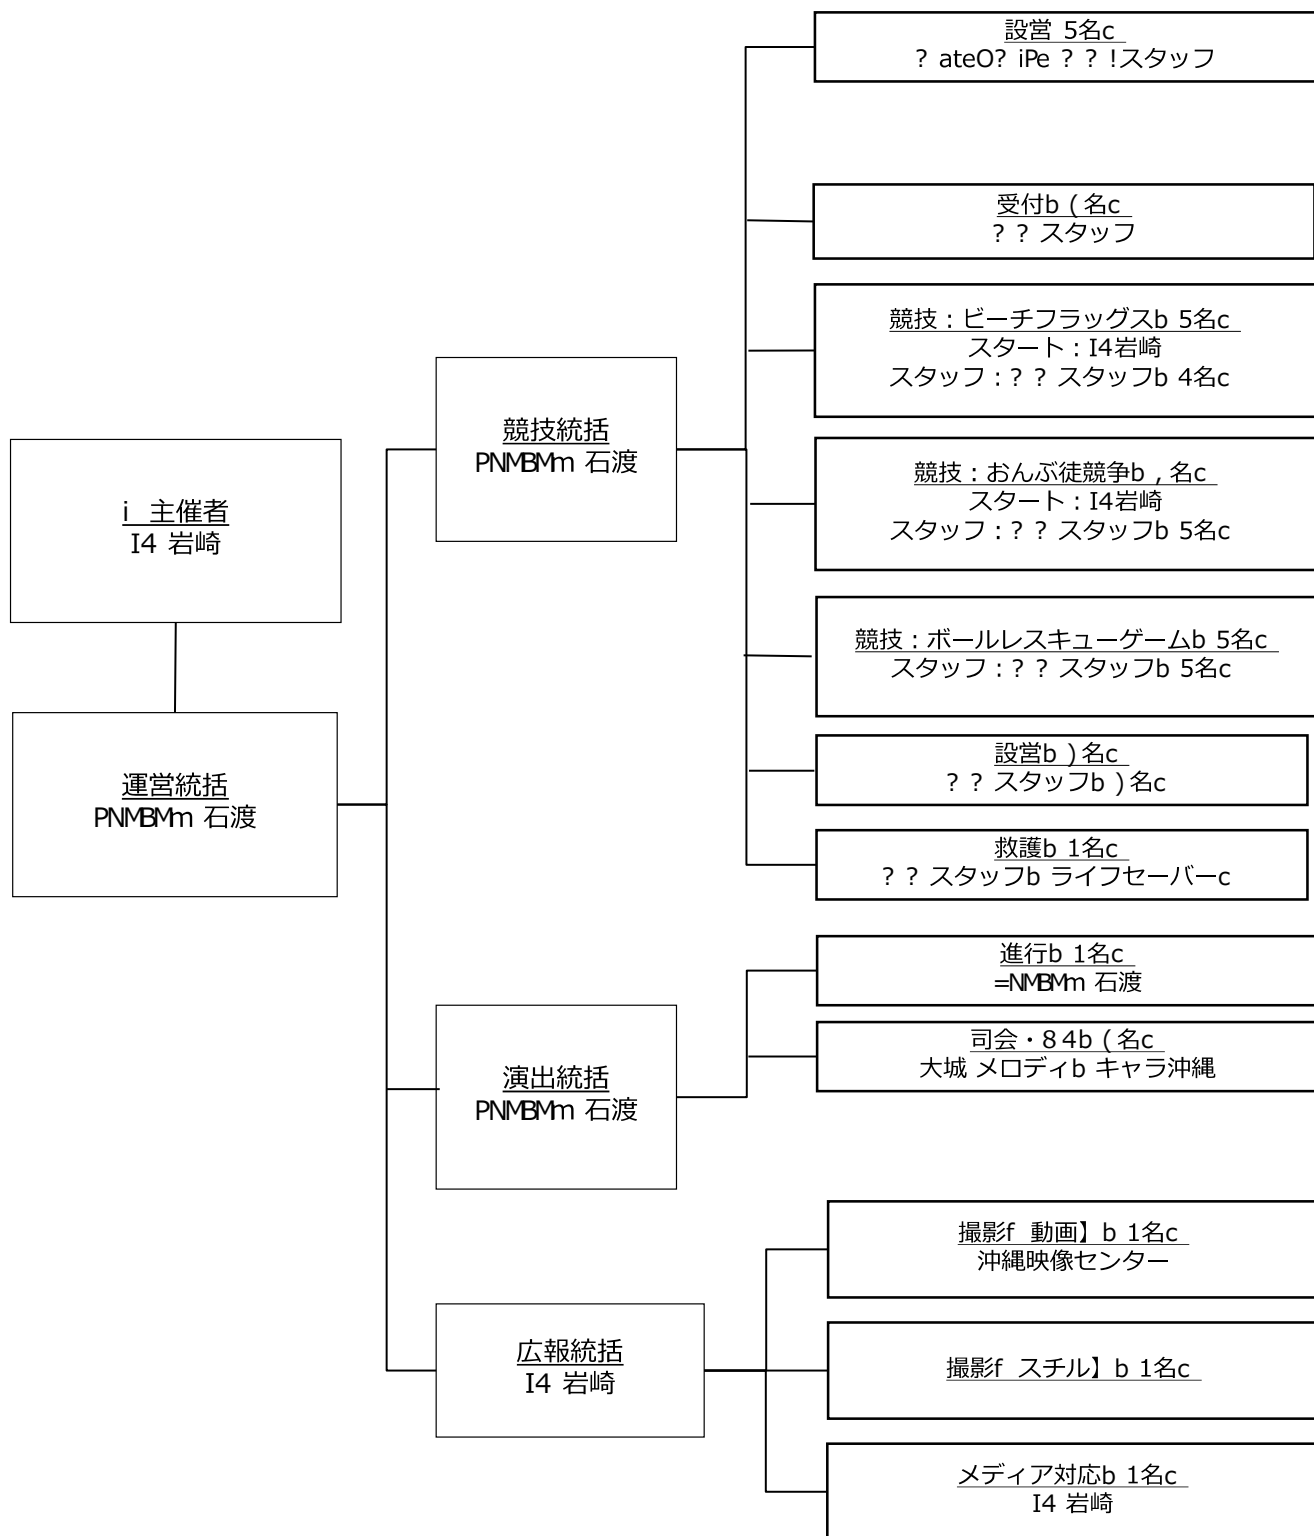 i 主催者
I4 岩崎
運営統括
PNMBMm 石渡
競技統括
PNMBMm 石渡
設営 5名c
? ateO? iPe ? ? !スタッフ
受付b ( 名c
? ? スタッフ
競技：ビーチフラッグスb 5名c
スタート：I4岩崎
スタッフ：? ? スタッフb 4名c
競技：おんぶ徒競争b , 名c
スタート：I4岩崎
スタッフ：? ? スタッフb 5名c
競技：ボールレスキューゲームb 5名c
スタッフ：? ? スタッフb 5名c
設営b ) 名c
? ? スタッフb ) 名c
救護b 1名c
? ? スタッフb ライフセーバーc
演出統括
PNMBMm 石渡
進行b 1名c
=NMBMm 石渡
司会・84b ( 名c
大城 メロディb キャラ沖縄
広報統括
I4 岩崎
撮影f 動画】b 1名c
沖縄映像センター
撮影f スチル】b 1名c
メディア対応b 1名c
I4 岩崎